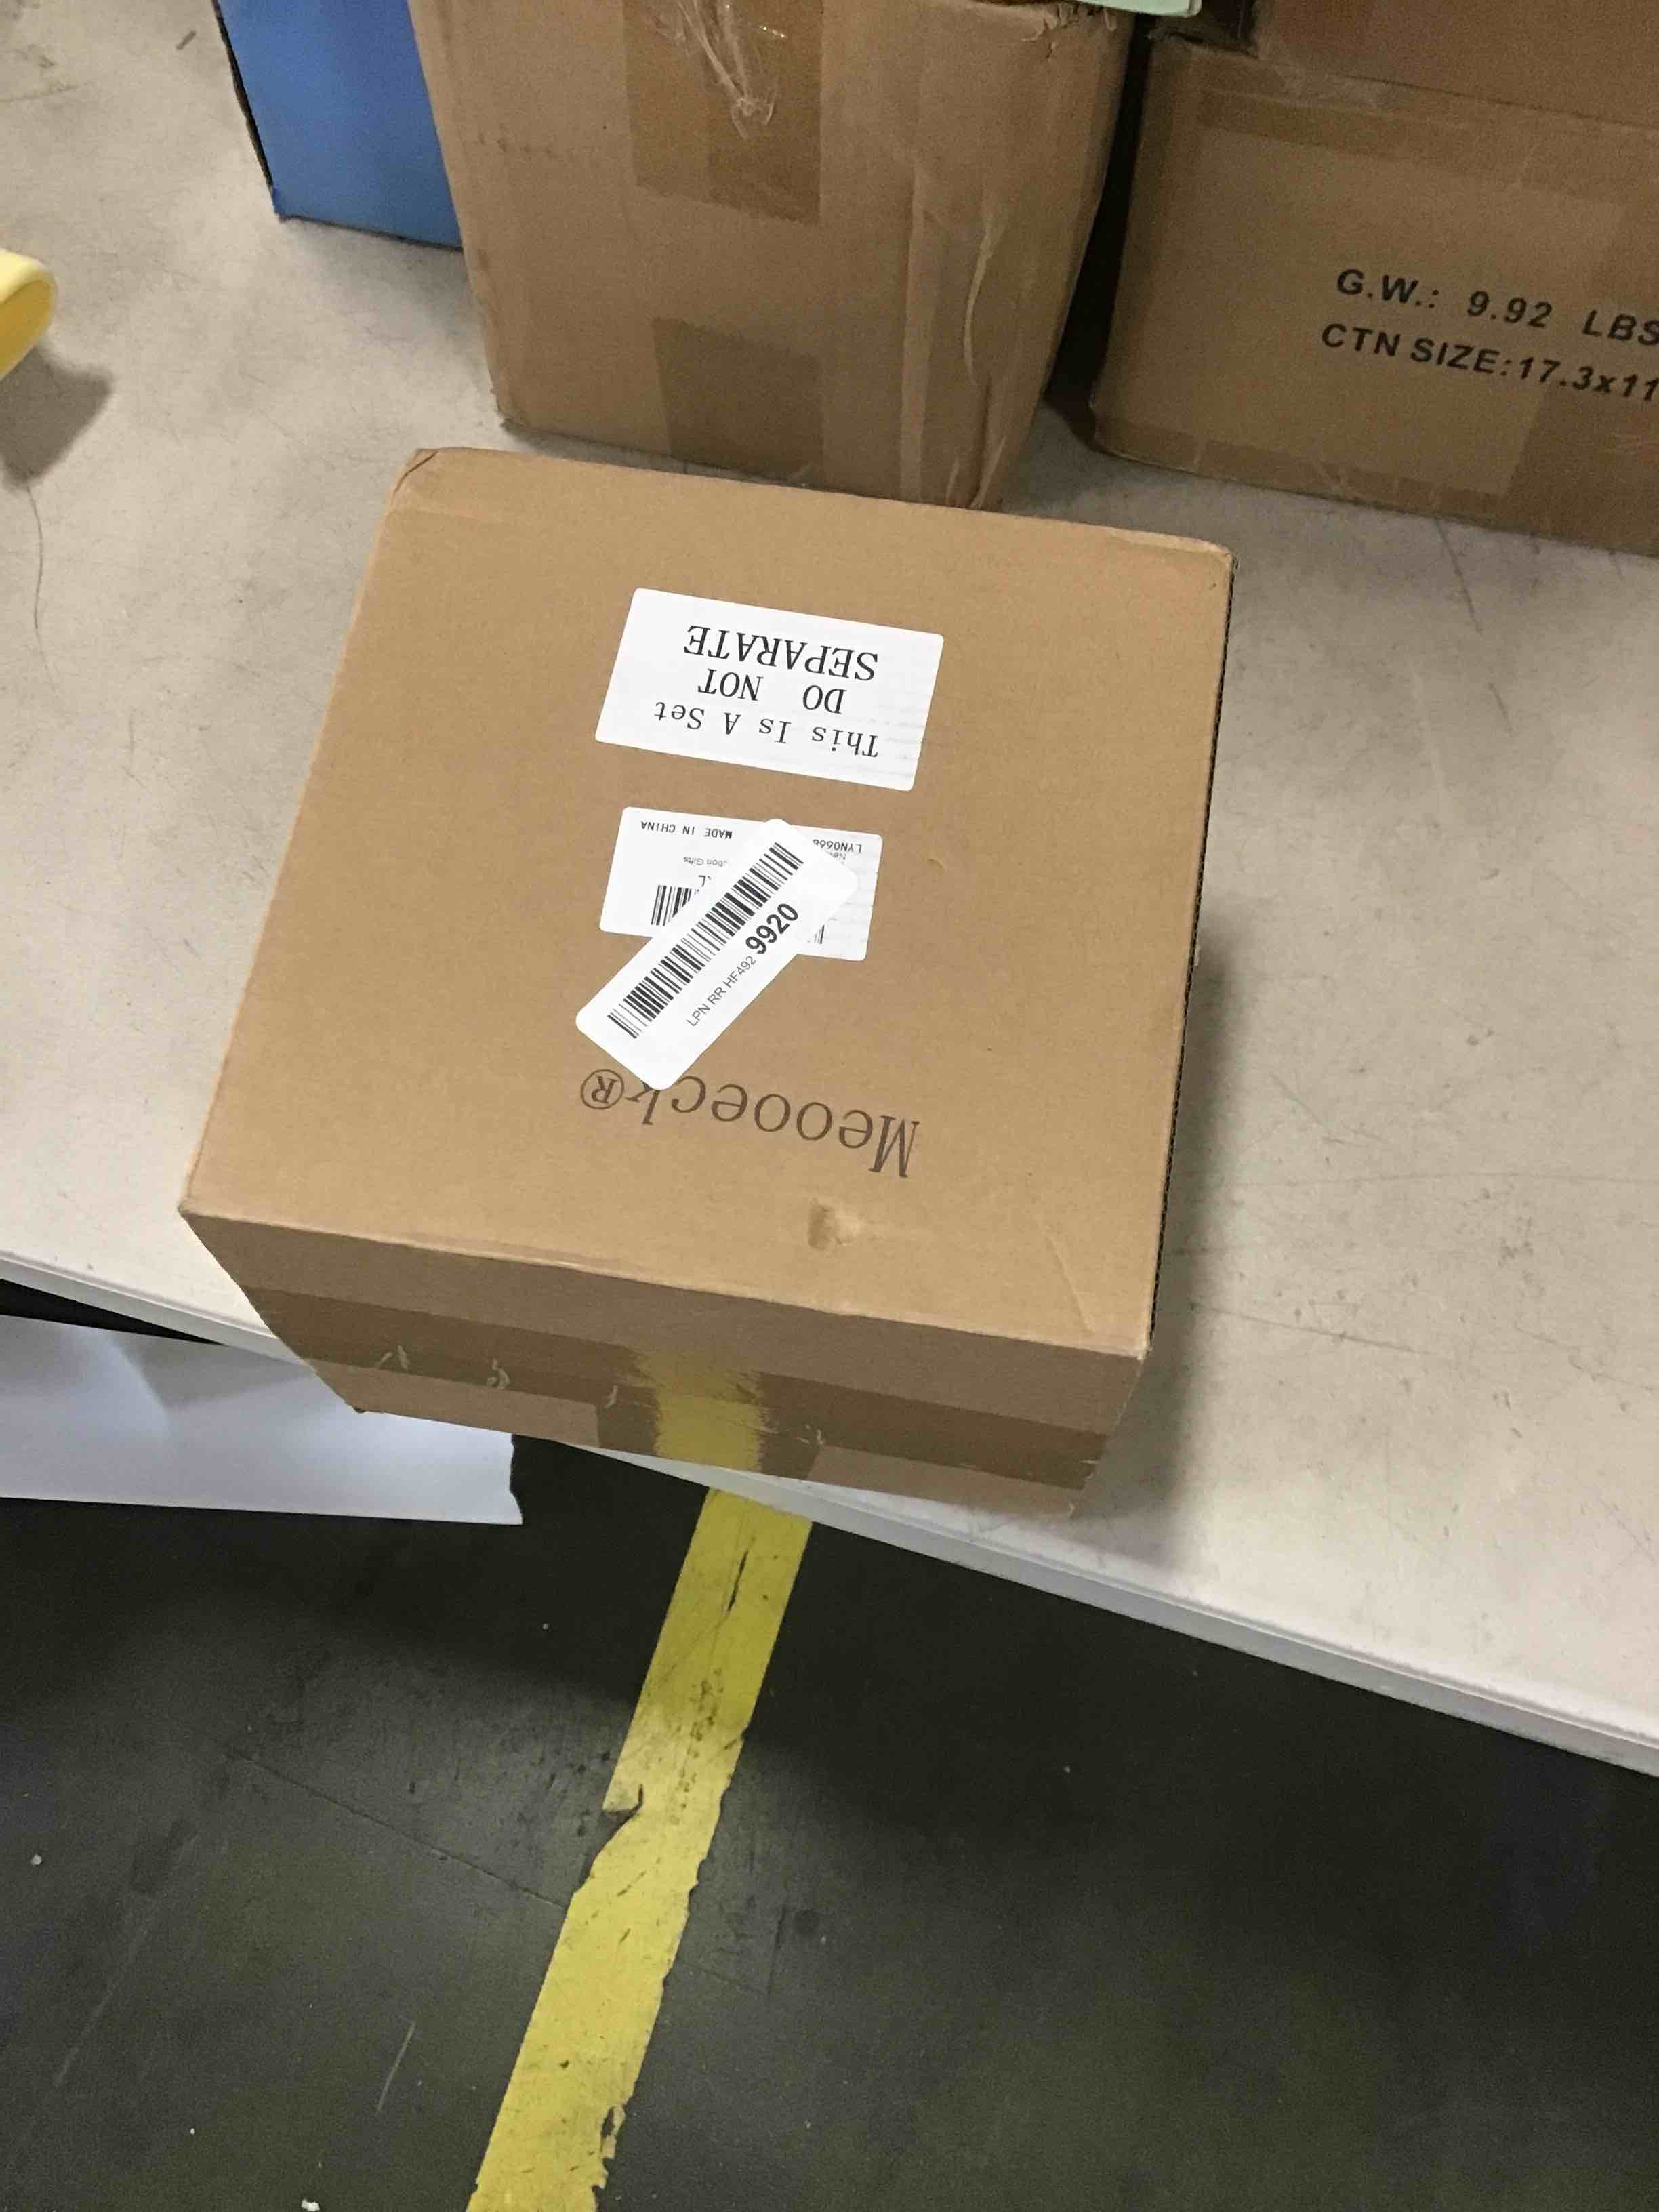 G.W.: 9.92 LBS
CTN SIZE:17.3x11
Meooeck®
LPN RR HF492 9920
MADE IN CHINA
This Is A Set
DO NOT
SEPARATE